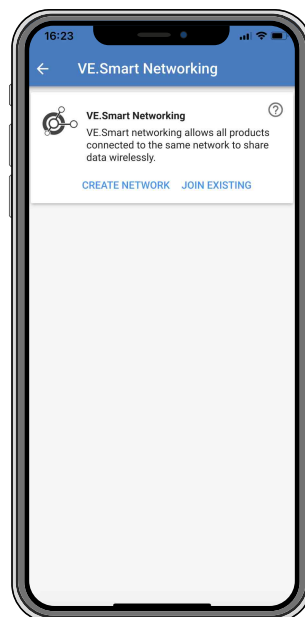 16:23
VE.Smart Networking
VE.Smart Networking
VE.Smart networking allows all products
connected to the same network to share
data wirelessly.
CREATE NETWORK JOIN EXISTING